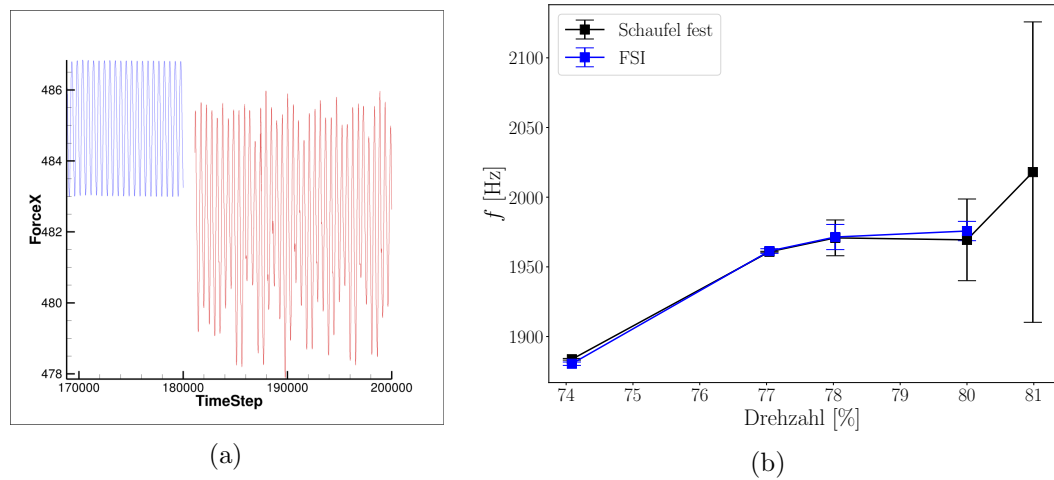 486
484
482
480
478
ForceX
170000 180000 190000 200000
TimeStep
(a)
Schaufel fest
FSI
2100
2050
2000
1950
1900
f [Hz]
74 75 76 77 78 79 80 81
Drehzahl [%]
(b)